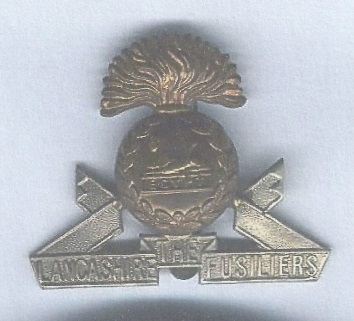 EGYPT
THE
LANCASHIRE FUSILIERS